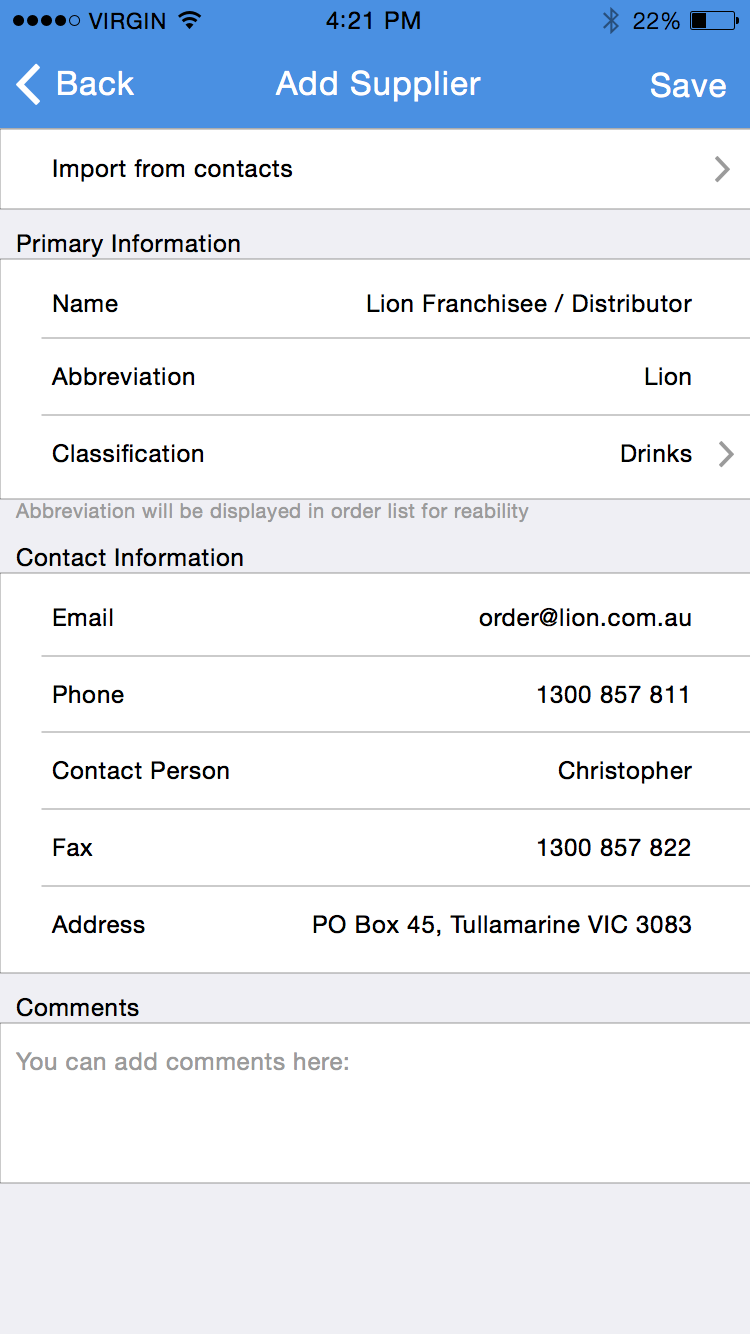 VIRGIN 4:21 PM 22%
Back Add Supplier Save
Import from contacts
Primary Information
Name Lion Franchisee / Distributor
Abbreviation Lion
Classification Drinks
Abbreviation will be displayed in order list for reability
Contact Information
Email order@lion.com.au
Phone 1300 857 811
Contact Person Christopher
Fax 1300 857 822
Address PO Box 45, Tullamarine VIC 3083
Comments
You can add comments here: